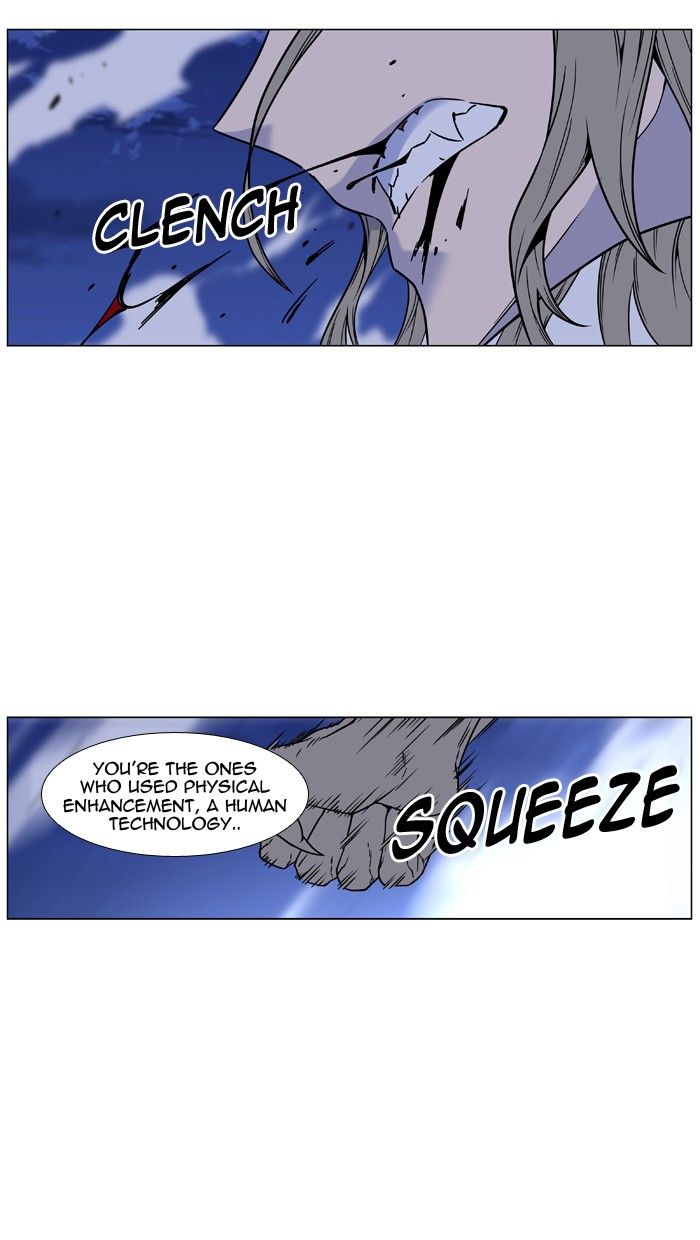 CLENCH
YOU'RE THE ONES
WHO USED PHYSICAL
ENHANCEMENT, A HUMAN
TECHNOLOGY..
SQUEEZE